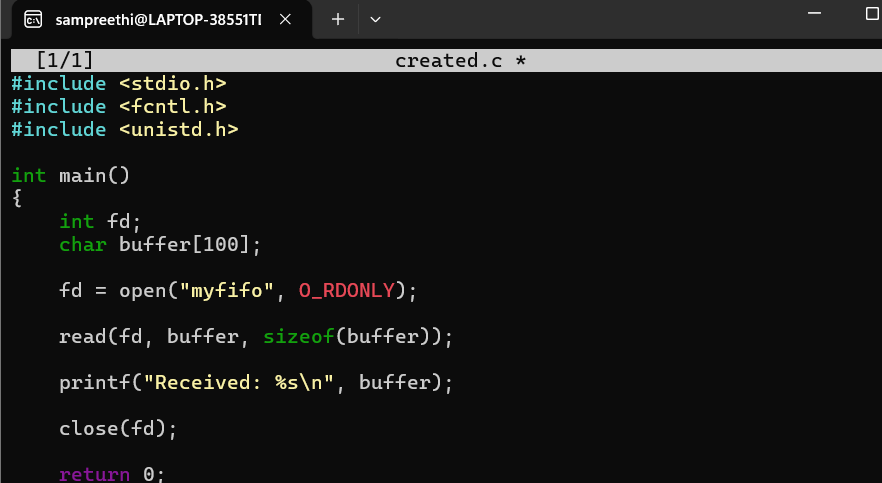 sampreethi@LAPTOP-38551TI
[1/1] created.c *
#include <stdio.h>
#include <fcntl.h>
#include <unistd.h>
int main()
{
    int fd;
    char buffer[100];
    fd = open("myfifo", O_RDONLY);
    read(fd, buffer, sizeof(buffer));
    printf("Received: %s\n", buffer);
    close(fd);
    return 0;